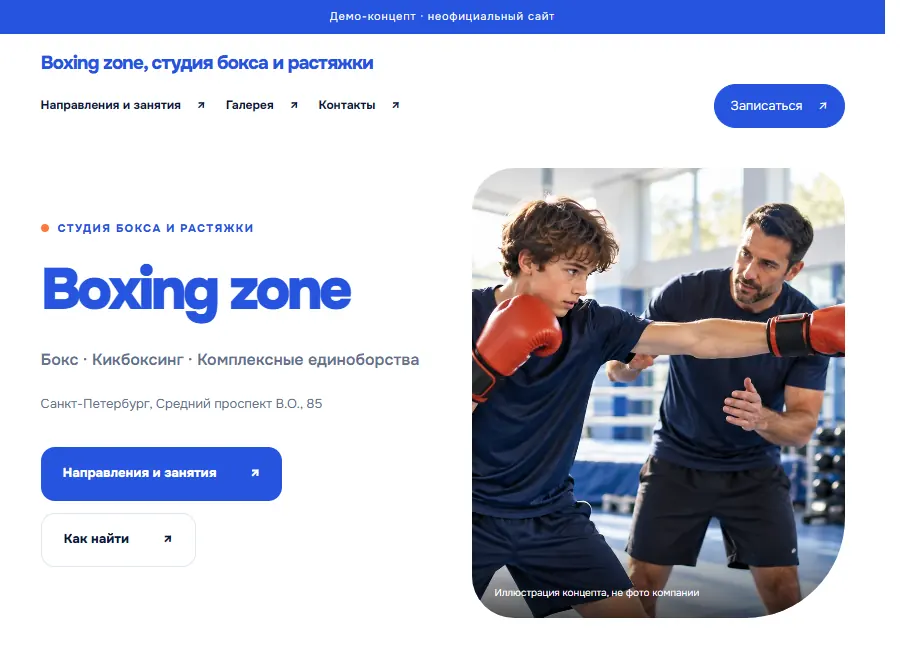 Демо-концепт · неофициальный сайт
Boxing zone, студия бокса и растяжки
Направления и занятия
Галерея
Контакты
Записаться
СТУДИЯ БОКСА И РАСТЯЖКИ
Boxing zone
Бокс · Кикбоксинг · Комплексные единоборства
Санкт-Петербург, Средний проспект В.О., 85
Направления и занятия
Как найти
Иллюстрация концепта, не фото компании